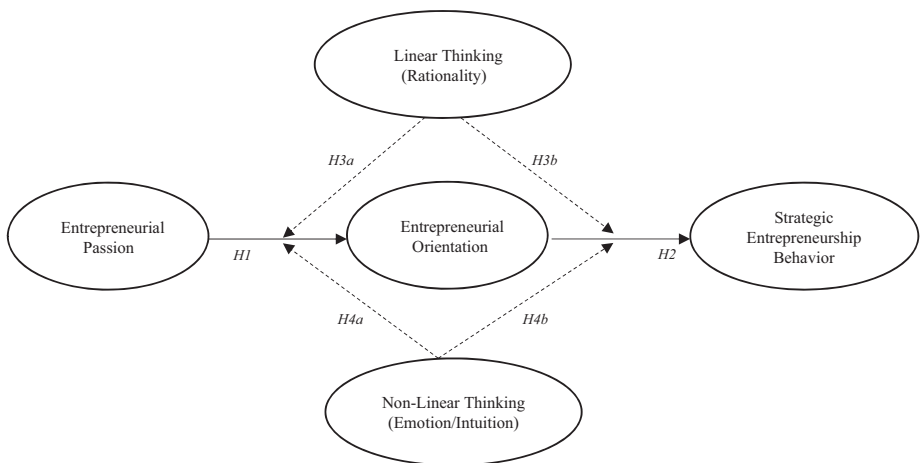 Linear Thinking
(Rationality)
H3a
H3b
Entrepreneurial
Passion
H1
Entrepreneurial
Orientation
H2
Strategic
Entrepreneurship
Behavior
H4a
H4b
Non-Linear Thinking
(Emotion/Intuition)